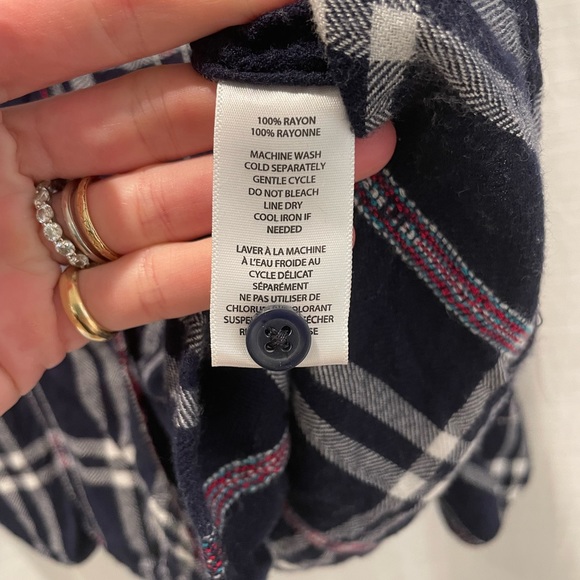 100% RAYON
100% RAYONNE
MACHINE WASH
COLD SEPARATELY
GENTLE CYCLE
DO NOT BLEACH
LINE DRY
COOL IRON IF
NEEDED
LAVER À LA MACHINE
À L'EAU FROIDE AU
CYCLE DÉLICAT
SÉPARÉMENT
NE PAS UTILISER DE